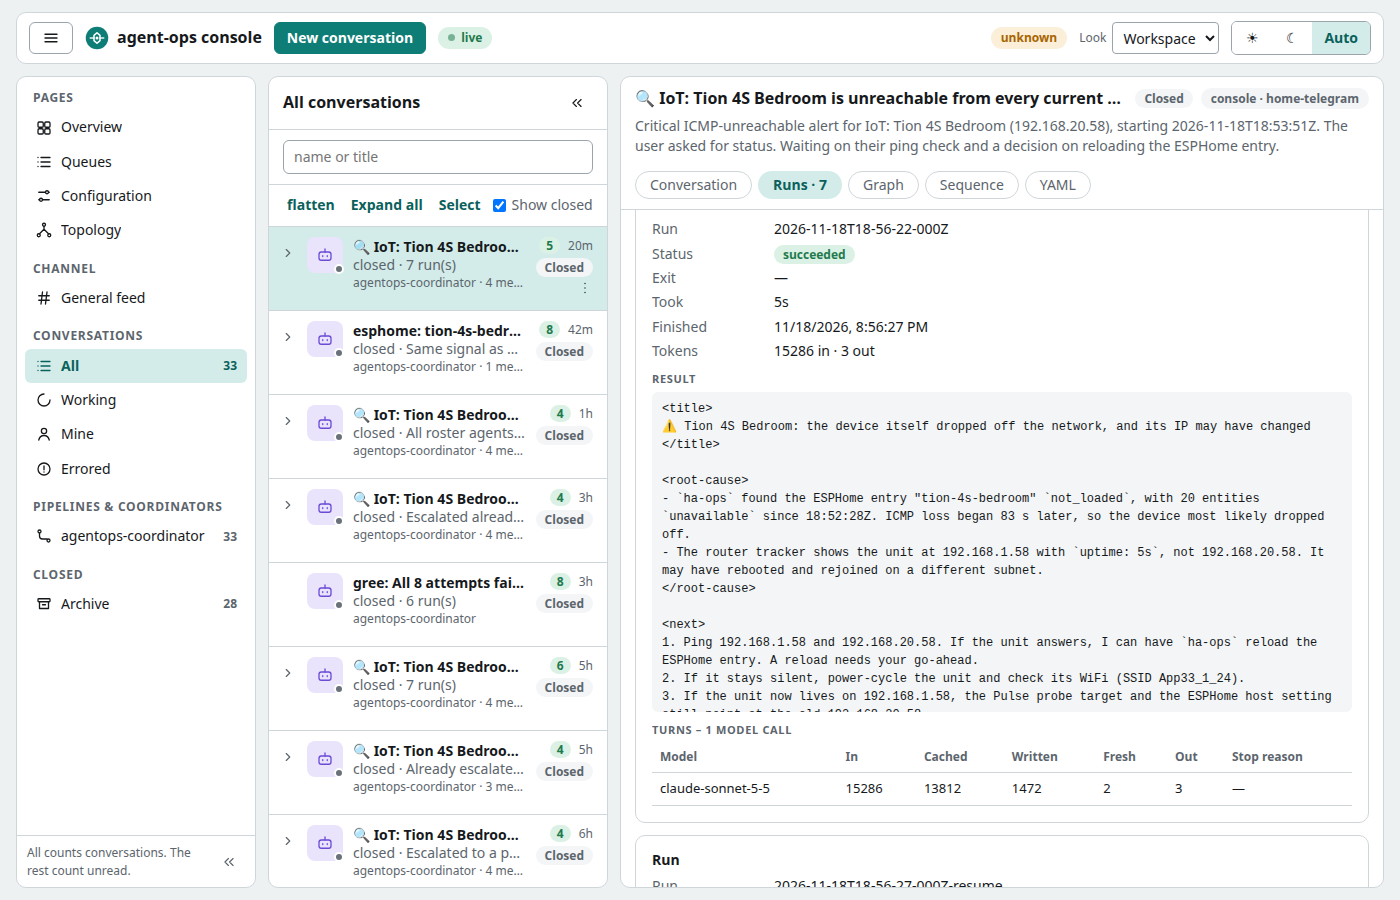 agent-ops console
New conversation
live
unknown
Look
Workspace
Auto
PAGES
Overview
Queues
Configuration
Topology
CHANNEL
General feed
CONVERSATIONS
All 33
Working
Mine
Errored
PIPELINES & COORDINATORS
agentops-coordinator 33
CLOSED
Archive 28
All counts conversations. The
rest count unread.
All conversations
name or title
flatten Expand all Select Show closed
🔍 IoT: Tion 4S Bedroo... 5 20m
closed · 7 run(s) Closed
agentops-coordinator · 4 me...
esphome: tion-4s-bedr... 8 42m
closed · Same signal as ... Closed
agentops-coordinator · 1 me...
🔍 IoT: Tion 4S Bedroo... 4 1h
closed · All roster agents... Closed
agentops-coordinator · 4 me...
🔍 IoT: Tion 4S Bedroo... 4 3h
closed · Escalated alread... Closed
agentops-coordinator · 4 me...
gree: All 8 attempts fai... 8 3h
closed · 6 run(s) Closed
agentops-coordinator
🔍 IoT: Tion 4S Bedroo... 6 5h
closed · 7 run(s) Closed
agentops-coordinator · 4 me...
🔍 IoT: Tion 4S Bedroo... 4 5h
closed · Already escalate... Closed
agentops-coordinator · 3 me...
🔍 IoT: Tion 4S Bedroo... 4 6h
closed · Escalated to a p... Closed
agentops-coordinator · 4 me...
🔍 IoT: Tion 4S Bedroom is unreachable from every current ... Closed console · home-telegram
Critical ICMP-unreachable alert for IoT: Tion 4S Bedroom (192.168.20.58), starting 2026-11-18T18:53:51Z. The
user asked for status. Waiting on their ping check and a decision on reloading the ESPHome entry.
Conversation Runs · 7 Graph Sequence YAML
Run 2026-11-18T18-56-22-000Z
Status succeeded
Exit —
Took 5s
Finished 11/18/2026, 8:56:27 PM
Tokens 15286 in · 3 out
RESULT
<title>
⚠️ Tion 4S Bedroom: the device itself dropped off the network, and its IP may have changed
</title>
<root-cause>
- `ha-ops` found the ESPHome entry "tion-4s-bedroom" `not_loaded`, with 20 entities
`unavailable` since 18:52:28Z. ICMP loss began 83 s later, so the device most likely dropped
off.
- The router tracker shows the unit at 192.168.1.58 with `uptime: 5s`, not 192.168.20.58. It
may have rebooted and rejoined on a different subnet.
</root-cause>
<next>
1. Ping 192.168.1.58 and 192.168.20.58. If the unit answers, I can have `ha-ops` reload the
ESPHome entry. A reload needs your go-ahead.
2. If it stays silent, power-cycle the unit and check its WiFi (SSID App33_1_24).
3. If the unit now lives on 192.168.1.58, the Pulse probe target and the ESPHome host setting
still point at the old 192.168.20.58
TURNS – 1 MODEL CALL
Model In Cached Written Fresh Out Stop reason
claude-sonnet-5-5 15286 13812 1472 2 3 —
Run
Run 2026-11-18T18-56-27-000Z-resume